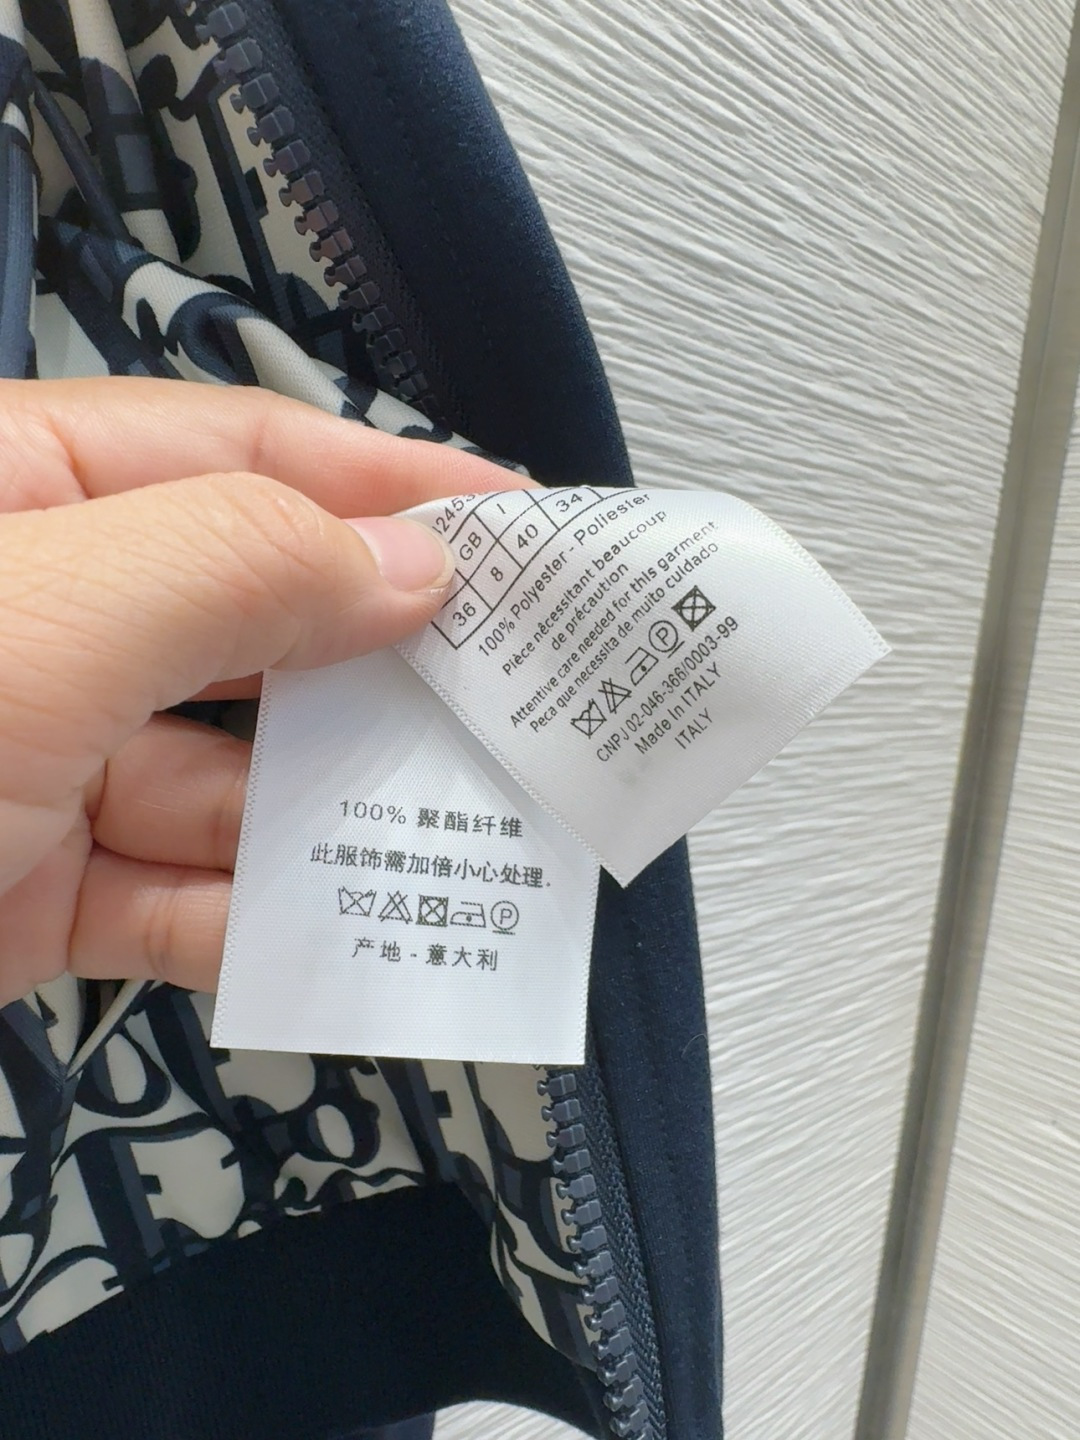 GB I
36 8 40 34
100% Polyester - Poliester
Pièce nécessitant beaucoup
de précaution
Attentive care needed for this garment
Peca que necessita de muito cuidado
P
CNPJ 02-046-366/0003-99
Made In ITALY
ITALY
100% 聚酯纤维
此服饰需加倍小心处理.
P
产地 - 意大利